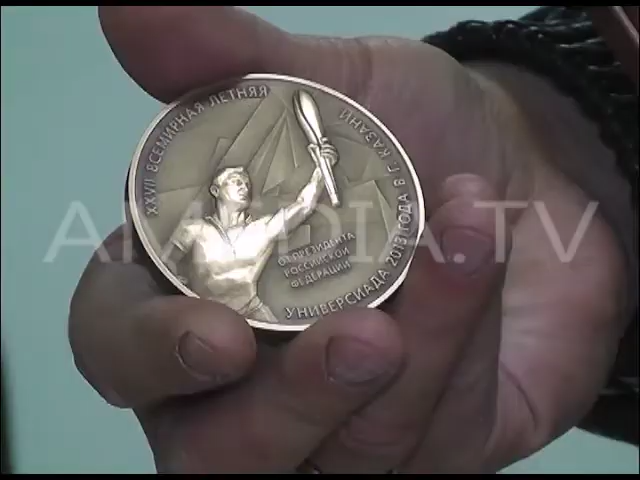 XXVII ВСЕМИРНАЯ ЛЕТНЯЯ
УНИВЕРСИАДА 2013 ГОДА В Г. КАЗАНИ
ОТ ПРЕЗИДЕНТА
РОССИЙСКОЙ
ФЕДЕРАЦИИ
AMEDIA.TV